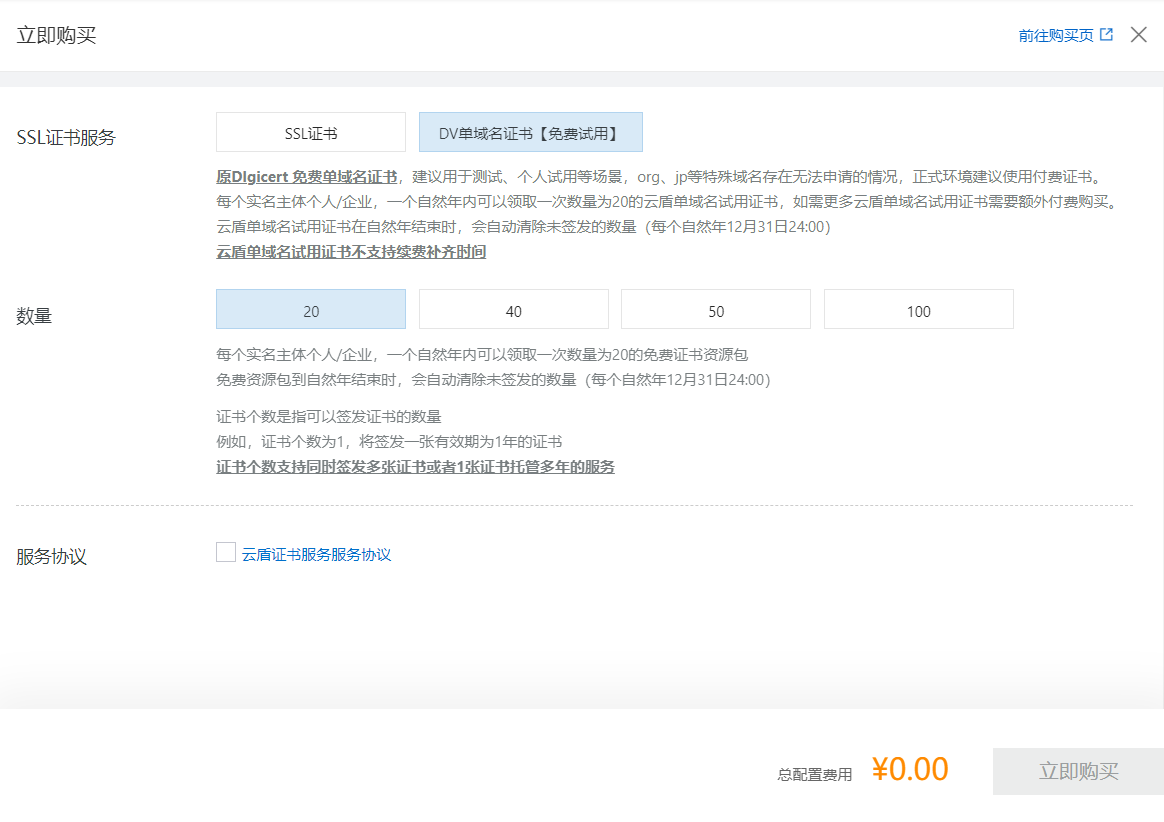 立即购买
前往购买页
SSL证书服务
SSL证书
DV单域名证书【免费试用】
原DIgicert 免费单域名证书，建议用于测试、个人试用等场景，org、jp等特殊域名存在无法申请的情况，正式环境建议使用付费证书。
每个实名主体个人/企业，一个自然年内可以领取一次数量为20的云盾单域名试用证书，如需更多云盾单域名试用证书需要额外付费购买。
云盾单域名试用证书在自然年结束时，会自动清除未签发的数量（每个自然年12月31日24:00）
云盾单域名试用证书不支持续费补齐时间
数量
20
40
50
100
每个实名主体个人/企业，一个自然年内可以领取一次数量为20的免费证书资源包
免费资源包到自然年结束时，会自动清除未签发的数量（每个自然年12月31日24:00）
证书个数是指可以签发证书的数量
例如，证书个数为1，将签发一张有效期为1年的证书
证书个数支持同时签发多张证书或者1张证书托管多年的服务
服务协议
云盾证书服务服务协议
总配置费用
¥0.00
立即购买